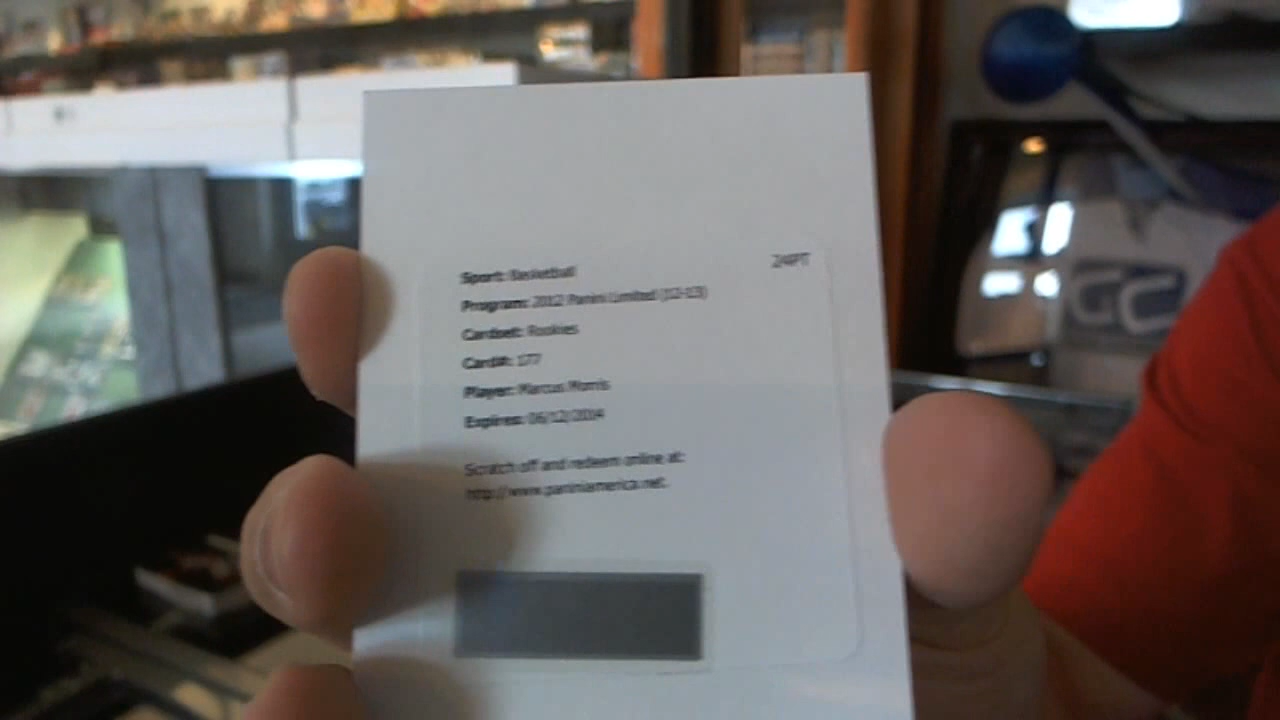 24PT
Sport: Basketball
Program: 2012 Panini Limited (12-13)
Cardset: Rookies
Card#: 177
Player: Marcus Morris
Expires: 06/12/2014
Scratch off and redeem online at:
http://www.paniniamerica.net.
GC